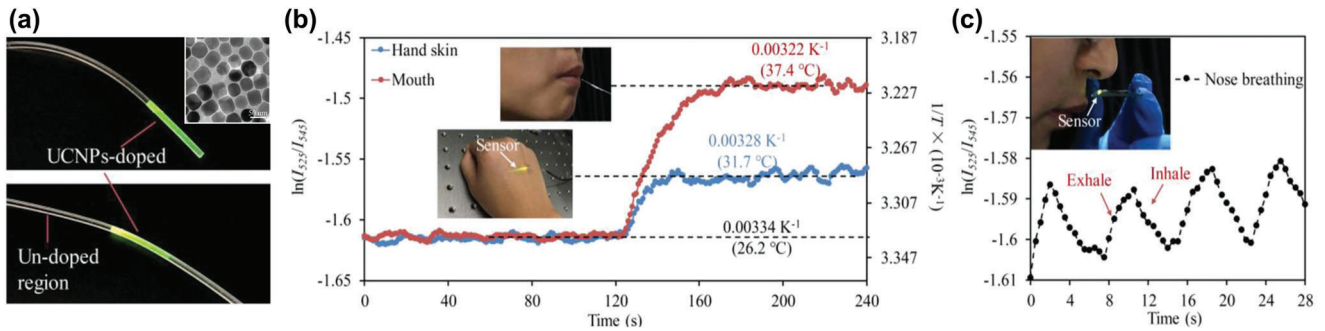 (a)
50 nm
UCNPs-doped
Un-doped
region
(b)
ln(I₅₂₅/I₅₄₅)
-1.45
-1.5
-1.55
-1.6
-1.65
Hand skin
Mouth
Sensor
0.00322 K⁻¹
(37.4 °C)
0.00328 K⁻¹
(31.7 °C)
0.00334 K⁻¹
(26.2 °C)
3.187
3.227
3.267
3.307
3.347
1/T × (10⁻³·K⁻¹)
0 40 80 120 160 200 240
Time (s)
(c)
ln(I₅₂₅/I₅₄₅)
-1.55
-1.56
-1.57
-1.58
-1.59
-1.6
-1.61
Sensor
Nose breathing
Exhale
Inhale
0 4 8 12 16 20 24 28
Time (s)